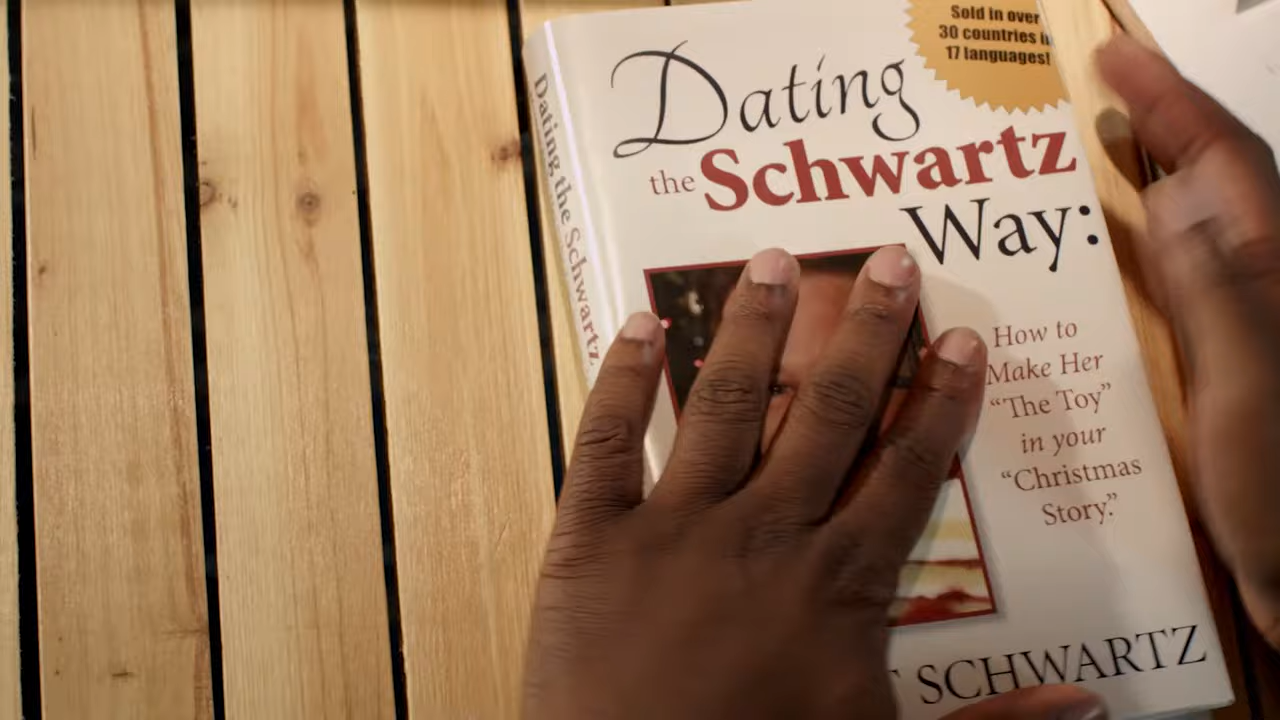 Sold in over
30 countries in
17 languages!
Dating
the Schwartz
Way:
How to
Make Her
“The Toy”
in your
“Christmas
Story.”
SCHWARTZ
Dating the Schwartz